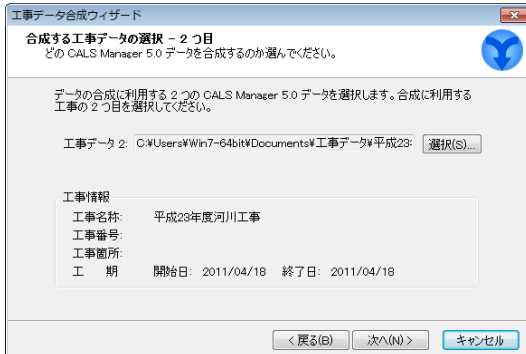 工事データ合成ウィザード
合成する工事データの選択 － 2 つ目
どの CALS Manager 5.0 データを合成するのか選んでください。
データの合成に利用する 2 つの CALS Manager 5.0 データを選択します。合成に利用する
工事の 2 つ目を選択してください。
工事データ 2: C:¥Users¥Win7-64bit¥Documents¥工事データ¥平成23: 選択(S)...
工事情報
工事名称: 平成23年度河川工事
工事番号:
工事箇所:
工 期 開始日: 2011/04/18 終了日: 2011/04/18
< 戻る(B) 次へ(N) > キャンセル